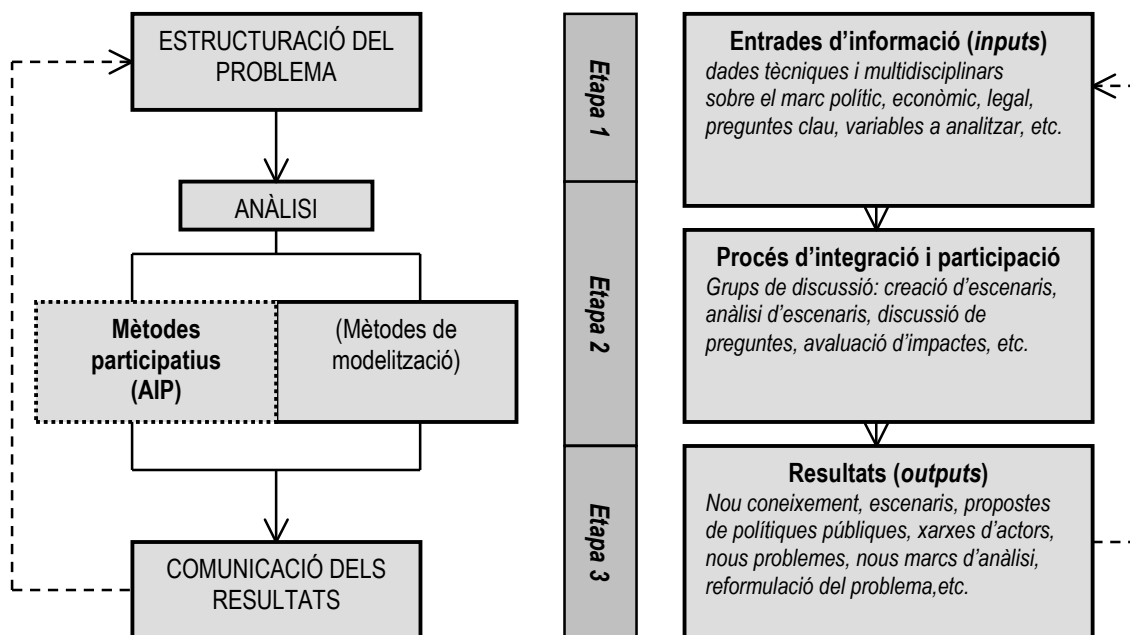 ESTRUCTURACIÓ DEL
PROBLEMA
ANÀLISI
Mètodes
participatius
(AIP)
(Mètodes de
modelització)
COMUNICACIÓ DELS
RESULTATS
Etapa 1
Etapa 2
Etapa 3
Entrades d’informació (inputs)
dades tècniques i multidisciplinars
sobre el marc polític, econòmic, legal,
preguntes clau, variables a analitzar, etc.
Procés d’integració i participació
Grups de discussió: creació d’escenaris,
anàlisi d’escenaris, discussió de
preguntes, avaluació d’impactes, etc.
Resultats (outputs)
Nou coneixement, escenaris, propostes
de polítiques públiques, xarxes d’actors,
nous problemes, nous marcs d’anàlisi,
reformulació del problema,etc.